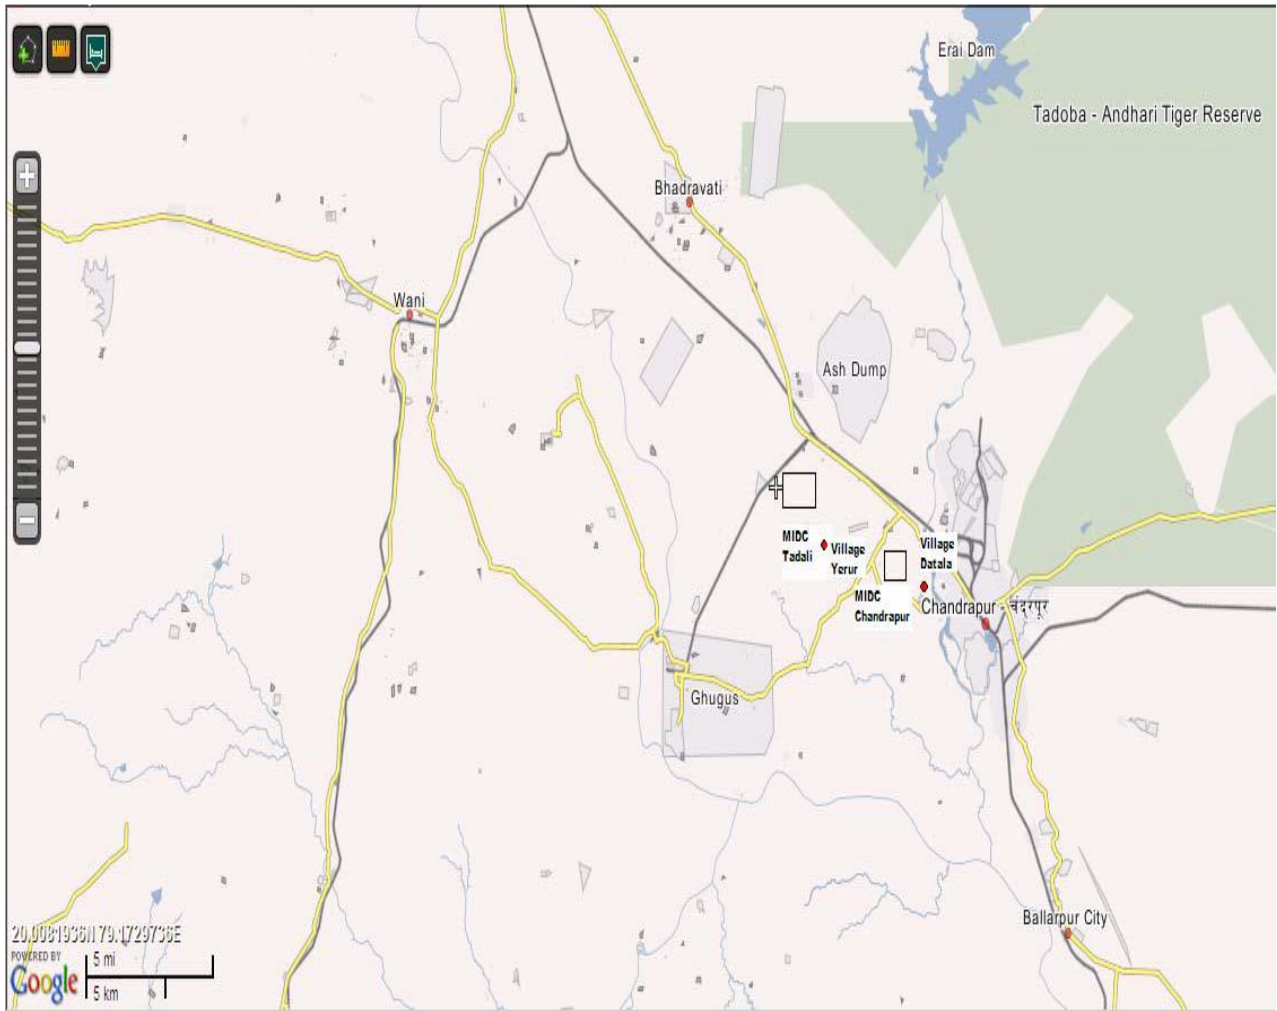 Erai Dam
Tadoba - Andhari Tiger Reserve
Bhadravati
Wani
Ash Dump
MIDC
Tadali
Village
Yerur
Village
Datala
MIDC
Chandrapur
Chandrapur - चंद्रपूर
Ghugus
Ballarpur City
20.0081936N 79.1729736E
POWERED BY
Google
5 mi
5 km